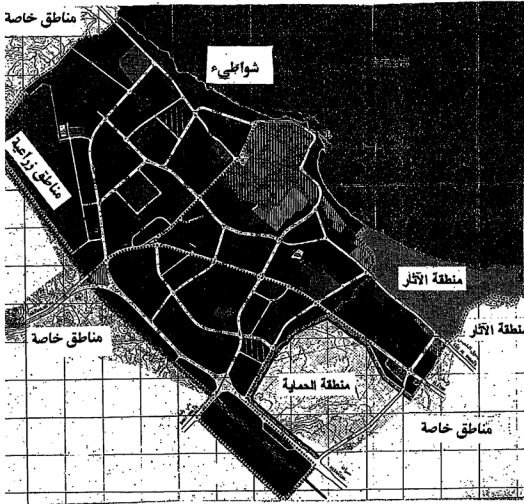 مناطق خاصة
شواطيء
مناطق زراعية
منطقة الآثار
منطقة الآثار
مناطق خاصة
منطقة الحماية
مناطق خاصة